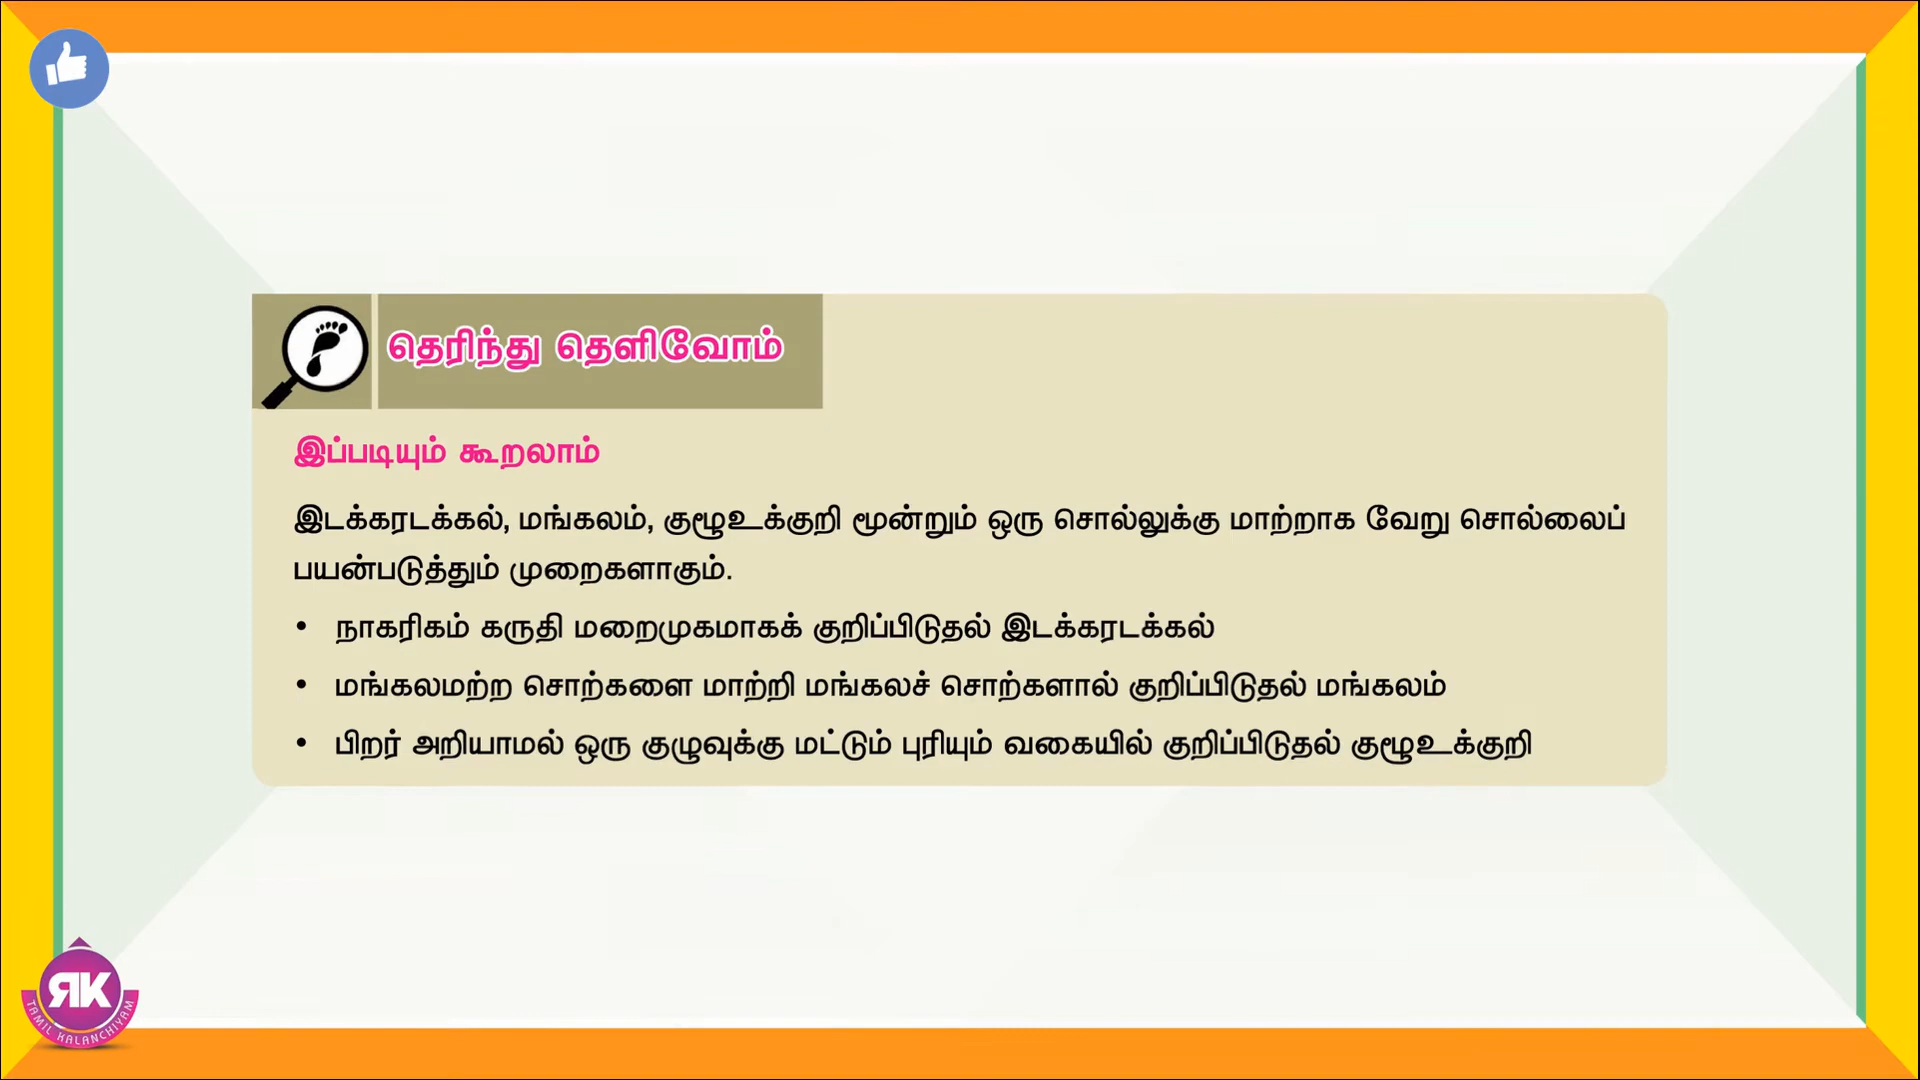 தெரிந்து தெளிவோம்
இப்படியும் கூறலாம்
இடக்கரடக்கல், மங்கலம், குழூஉக்குறி மூன்றும் ஒரு சொல்லுக்கு மாற்றாக வேறு சொல்லைப்
பயன்படுத்தும் முறைகளாகும்.
• நாகரிகம் கருதி மறைமுகமாகக் குறிப்பிடுதல் இடக்கரடக்கல்
• மங்கலமற்ற சொற்களை மாற்றி மங்கலச் சொற்களால் குறிப்பிடுதல் மங்கலம்
• பிறர் அறியாமல் ஒரு குழுவுக்கு மட்டும் புரியும் வகையில் குறிப்பிடுதல் குழூஉக்குறி
RK
TAMIL KALANCHIYAM